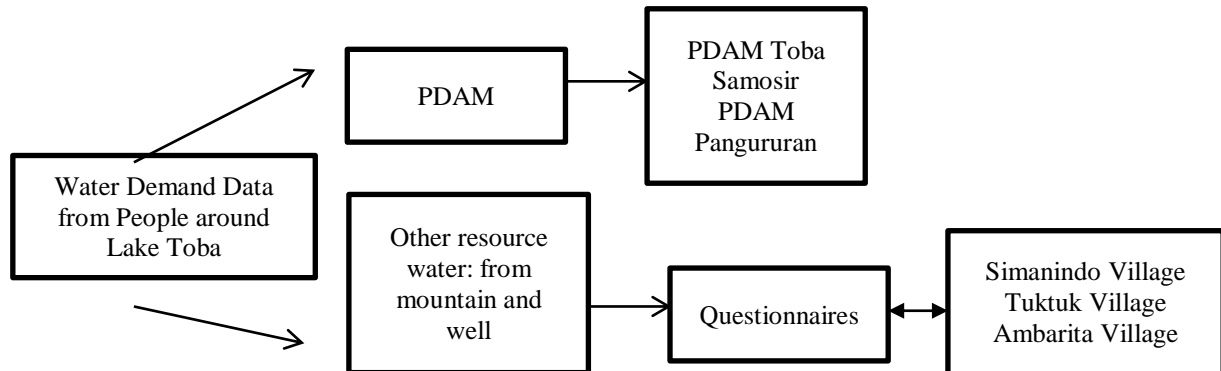 Water Demand Data
from People around
Lake Toba
PDAM
PDAM Toba
Samosir
PDAM
Pangururan
Other resource
water: from
mountain and
well
Questionnaires
Simanindo Village
Tuktuk Village
Ambarita Village